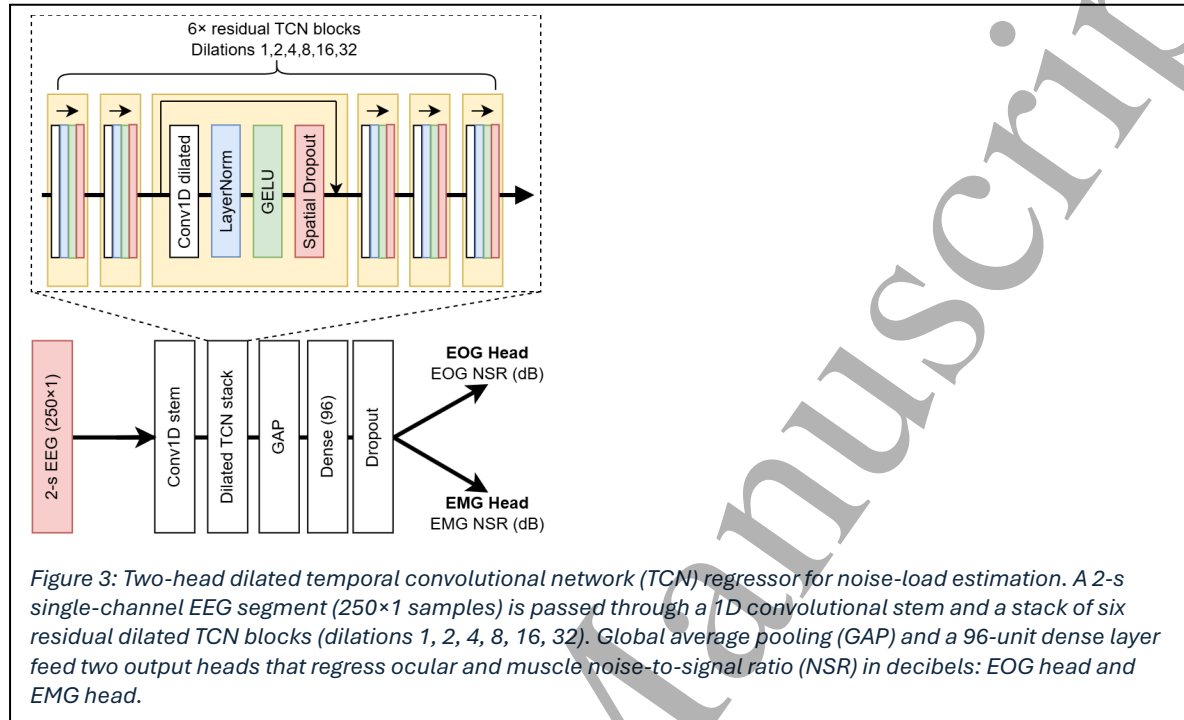 6× residual TCN blocks
Dilations 1,2,4,8,16,32
Conv1D dilated
LayerNorm
GELU
Spatial Dropout
2-s EEG (250×1)
Conv1D stem
Dilated TCN stack
GAP
Dense (96)
Dropout
EOG Head
EOG NSR (dB)
EMG Head
EMG NSR (dB)
Figure 3: Two-head dilated temporal convolutional network (TCN) regressor for noise-load estimation. A 2-s
single-channel EEG segment (250×1 samples) is passed through a 1D convolutional stem and a stack of six
residual dilated TCN blocks (dilations 1, 2, 4, 8, 16, 32). Global average pooling (GAP) and a 96-unit dense layer
feed two output heads that regress ocular and muscle noise-to-signal ratio (NSR) in decibels: EOG head and
EMG head.
Manuscrip